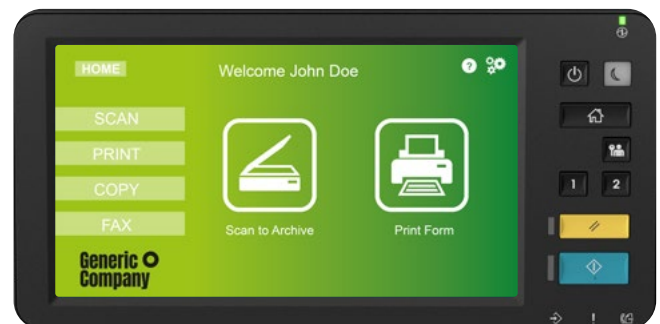 HOME
Welcome John Doe
?
SCAN
PRINT
COPY
FAX
Scan to Archive
Print Form
Generic
Company
1
2
!